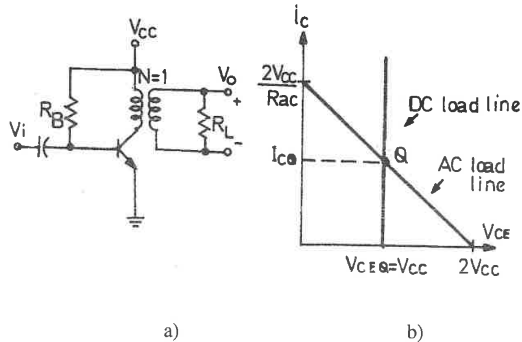 VCC
N=1
RB
Vi
Vo
+
RL
-
a)
ic
2VCC
Rac
DC load line
ICQ
Q
AC load
line
VCE
VCEQ=VCC
2VCC
b)